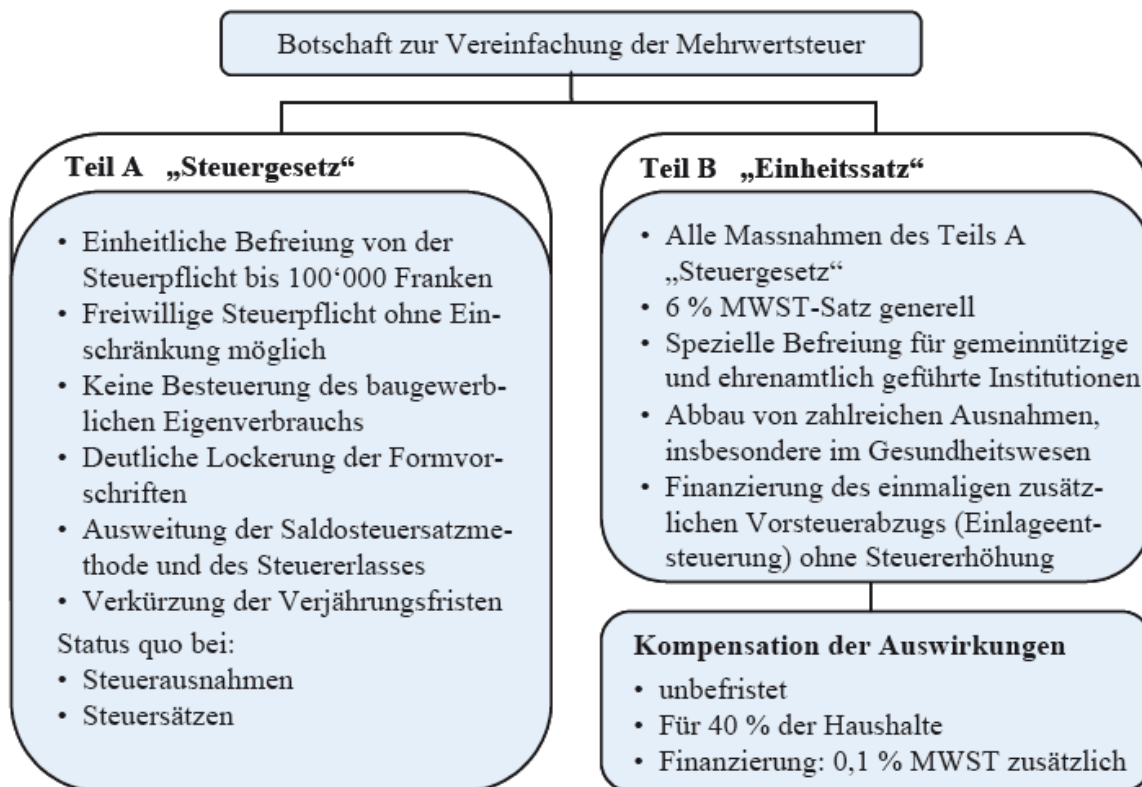 Botschaft zur Vereinfachung der Mehrwertsteuer
Teil A „Steuergesetz“
• Einheitliche Befreiung von der
Steuerpflicht bis 100‘000 Franken
• Freiwillige Steuerpflicht ohne Ein-
schränkung möglich
• Keine Besteuerung des baugewerb-
lichen Eigenverbrauchs
• Deutliche Lockerung der Formvor-
schriften
• Ausweitung der Saldosteuersatzme-
thode und des Steuererlasses
• Verkürzung der Verjährungsfristen
Status quo bei:
• Steuerausnahmen
• Steuersätzen
Teil B „Einheitssatz“
• Alle Massnahmen des Teils A
„Steuergesetz“
• 6 % MWST-Satz generell
• Spezielle Befreiung für gemeinnützige
und ehrenamtlich geführte Institutionen
• Abbau von zahlreichen Ausnahmen,
insbesondere im Gesundheitswesen
• Finanzierung des einmaligen zusätz-
lichen Vorsteuerabzugs (Einlageent-
steuerung) ohne Steuererhöhung
Kompensation der Auswirkungen
• unbefristet
• Für 40 % der Haushalte
• Finanzierung: 0,1 % MWST zusätzlich